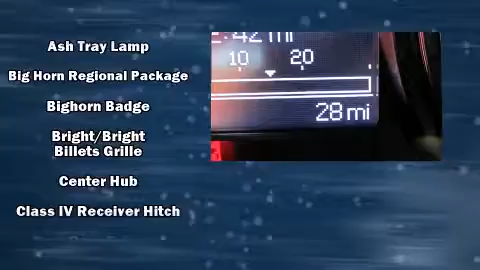 Ash Tray Lamp
Big Horn Regional Package
Bighorn Badge
Bright/Bright
Billets Grille
Center Hub
Class IV Receiver Hitch
10 20
28 mi